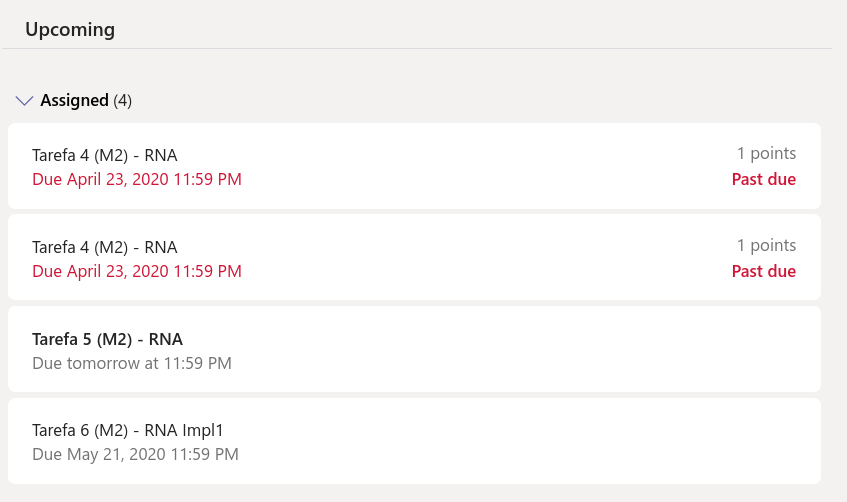 Upcoming
Assigned (4)
Tarefa 4 (M2) - RNA
1 points
Due April 23, 2020 11:59 PM
Past due
Tarefa 4 (M2) - RNA
1 points
Due April 23, 2020 11:59 PM
Past due
Tarefa 5 (M2) - RNA
Due tomorrow at 11:59 PM
Tarefa 6 (M2) - RNA Impl1
Due May 21, 2020 11:59 PM